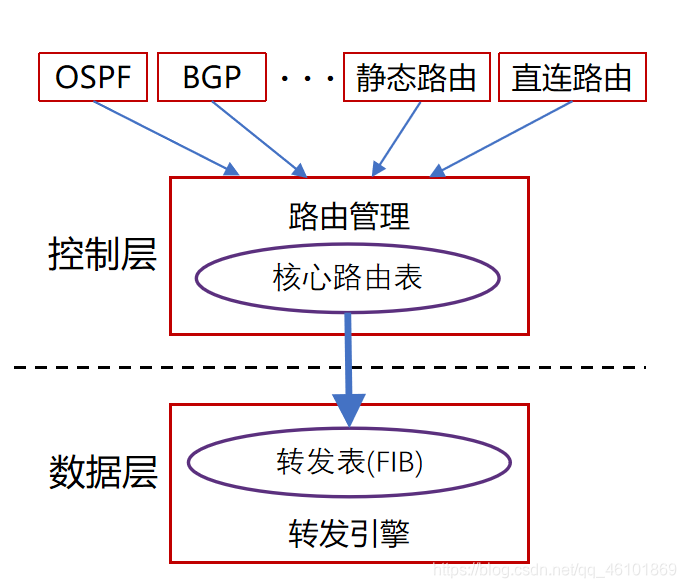 OSPF BGP ··· 静态路由 直连路由
路由管理
控制层
核心路由表
转发表(FIB)
数据层
转发引擎
https://blog.csdn.net/qq_46101869